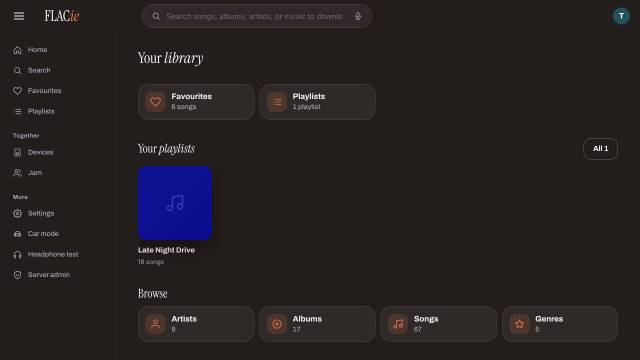 FLACie
Search songs, albums, artists, or music to downlo
T
Home
Search
Favourites
Playlists
Together
Devices
Jam
More
Settings
Car mode
Headphone test
Server admin
Your library
Favourites
6 songs
Playlists
1 playlist
Your playlists
All 1
Late Night Drive
18 songs
Browse
Artists
9
Albums
17
Songs
67
Genres
5